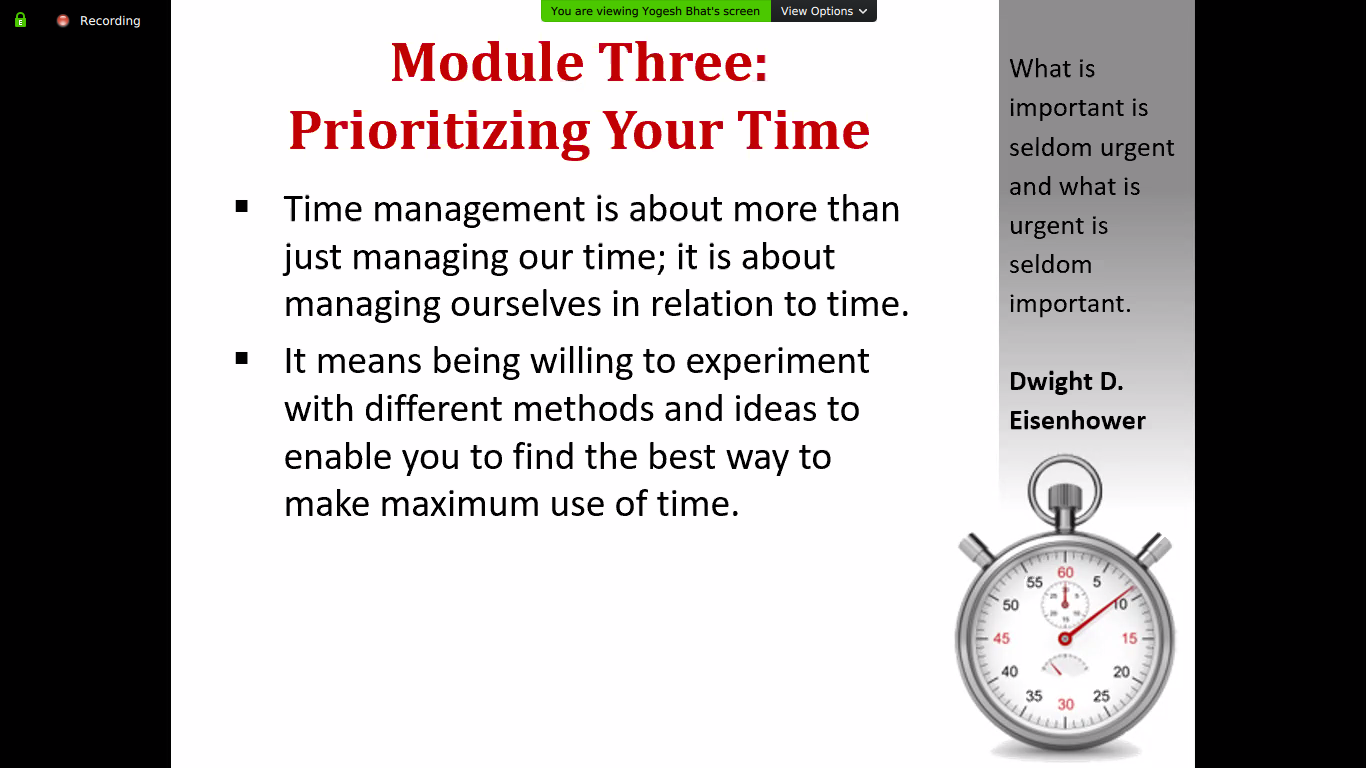 E
Recording
You are viewing Yogesh Bhat's screen
View Options
Module Three:
Prioritizing Your Time
▪ Time management is about more than
just managing our time; it is about
managing ourselves in relation to time.
▪ It means being willing to experiment
with different methods and ideas to
enable you to find the best way to
make maximum use of time.
What is
important is
seldom urgent
and what is
urgent is
seldom
important.
Dwight D.
Eisenhower
60
55 5
50 10
45 15
40 20
35 25
30